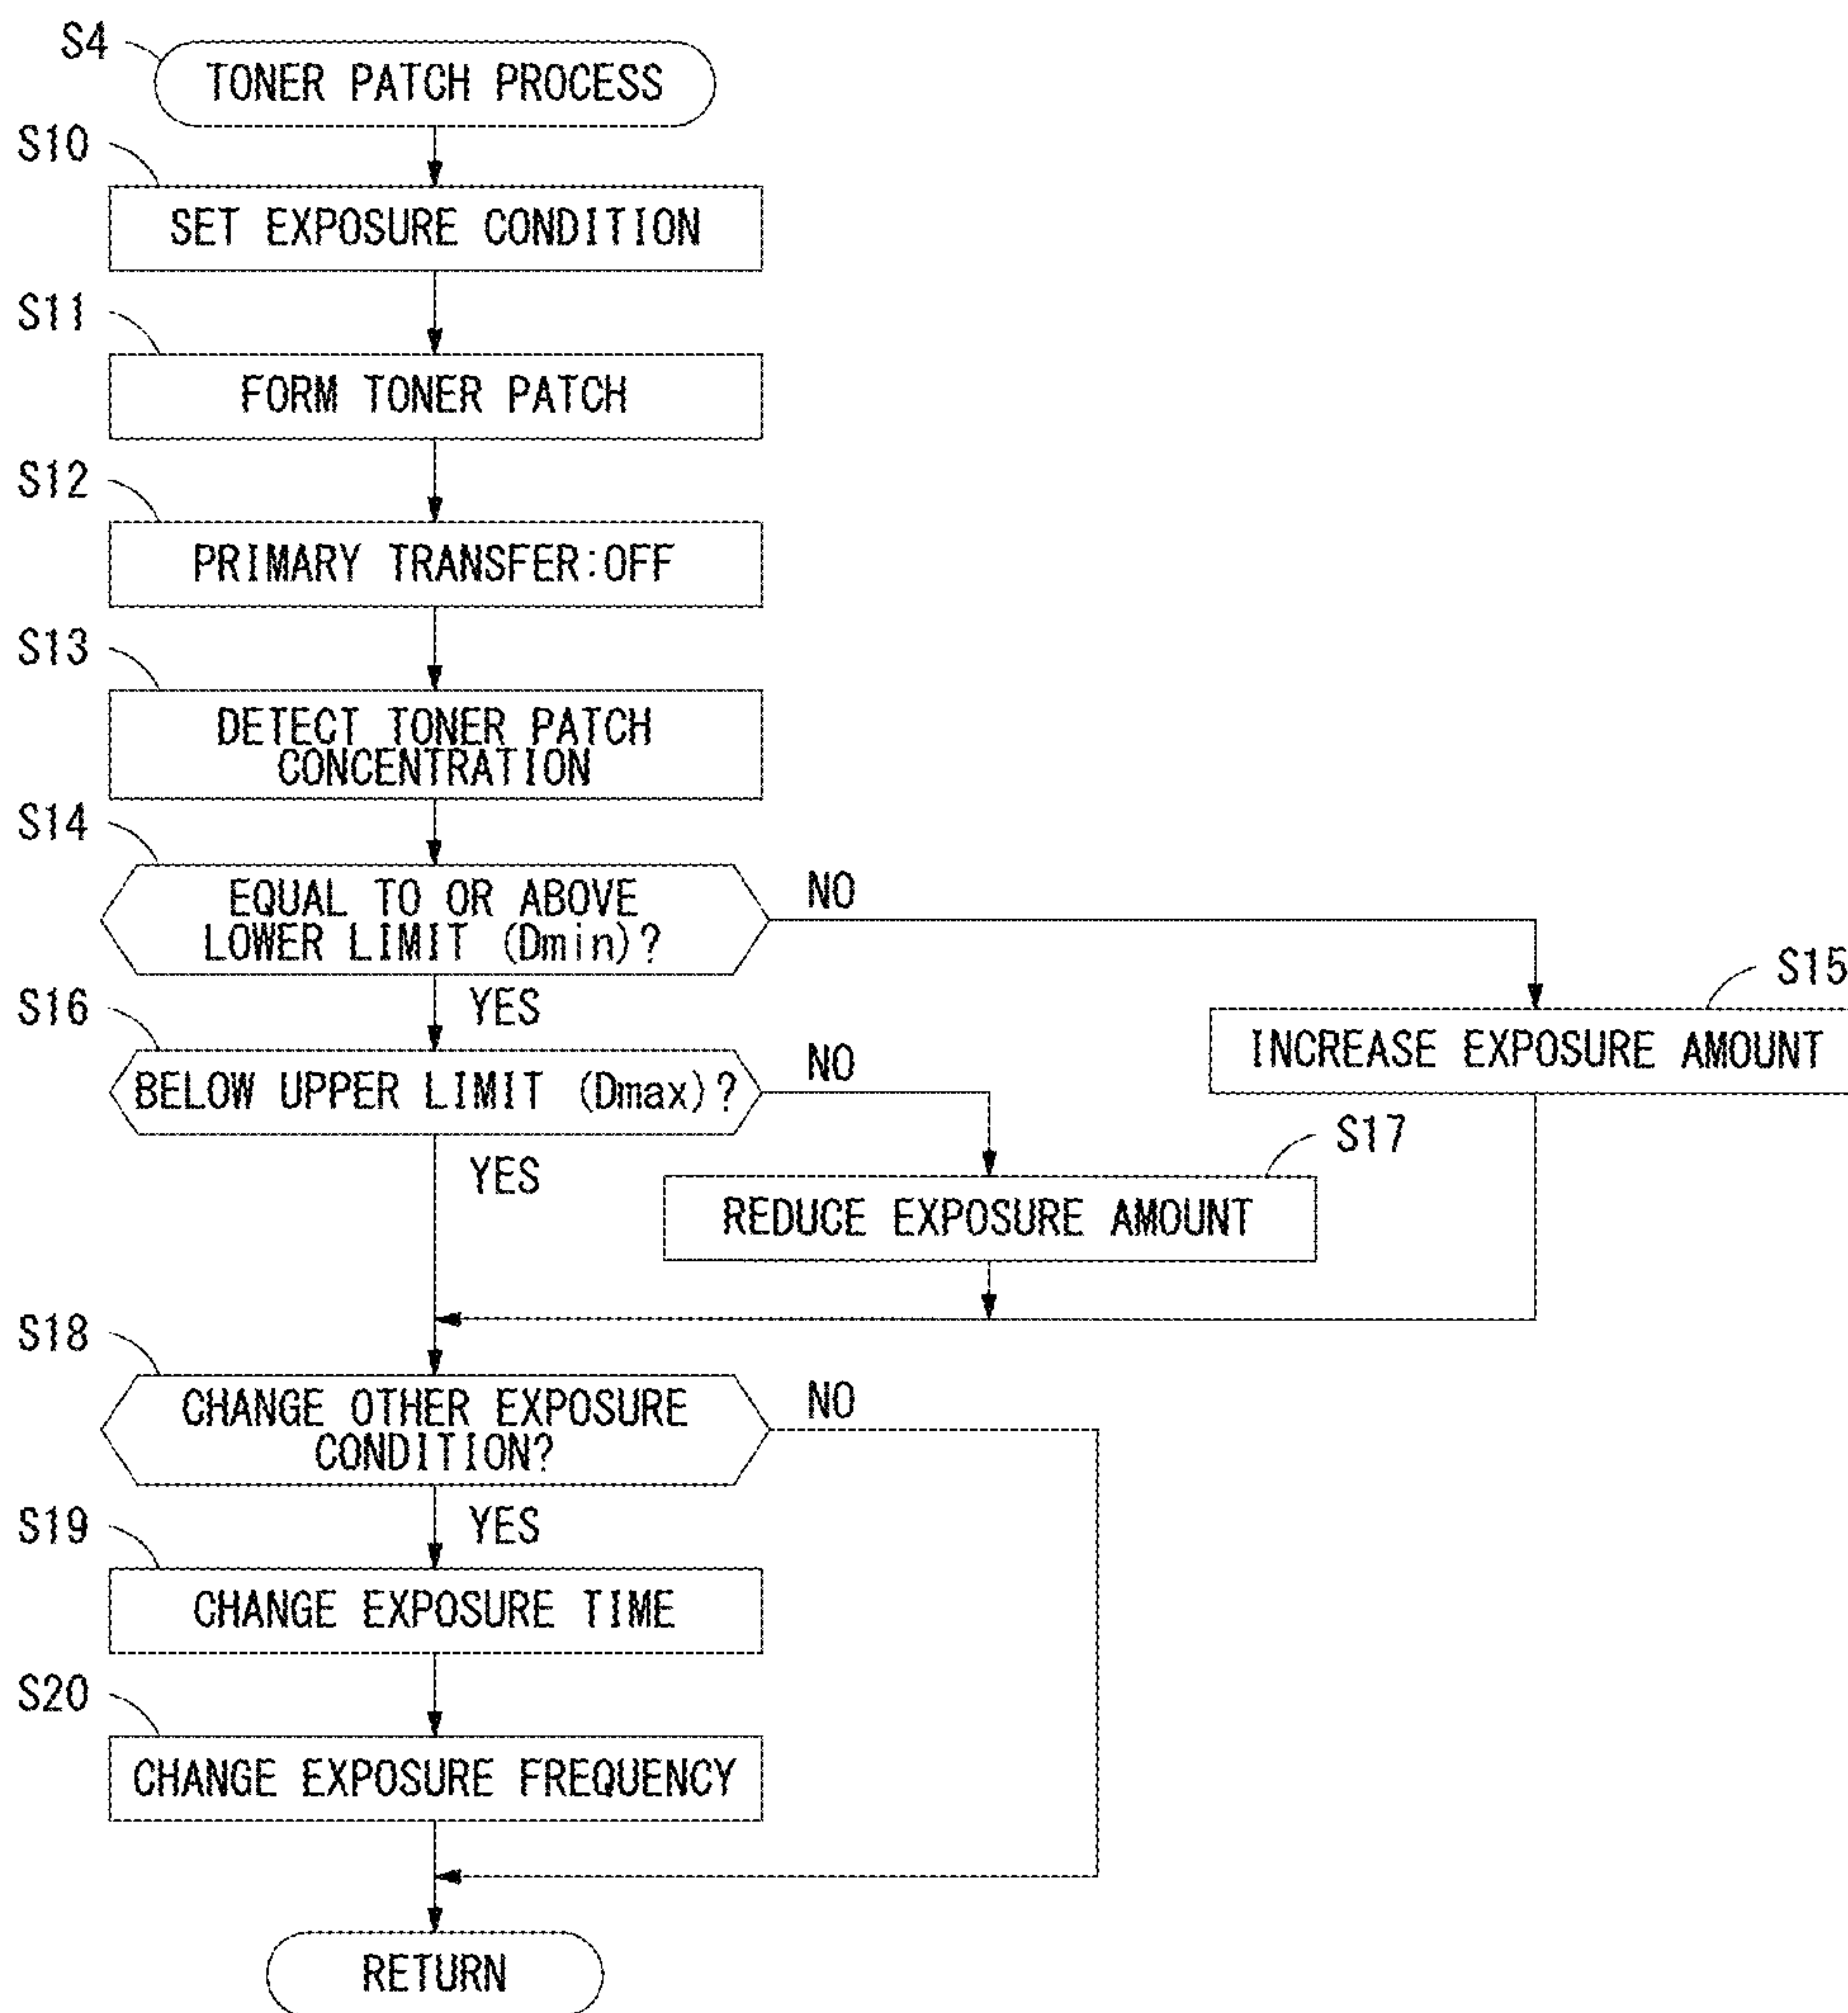 S4
TONER PATCH PROCESS
S10
SET EXPOSURE CONDITION
S11
FORM TONER PATCH
S12
PRIMARY TRANSFER:OFF
S13
DETECT TONER PATCH
CONCENTRATION
S14
EQUAL TO OR ABOVE
LOWER LIMIT (Dmin)?
NO
YES
S15
INCREASE EXPOSURE AMOUNT
S16
BELOW UPPER LIMIT (Dmax)?
NO
YES
S17
REDUCE EXPOSURE AMOUNT
S18
CHANGE OTHER EXPOSURE
CONDITION?
NO
YES
S19
CHANGE EXPOSURE TIME
S20
CHANGE EXPOSURE FREQUENCY
RETURN